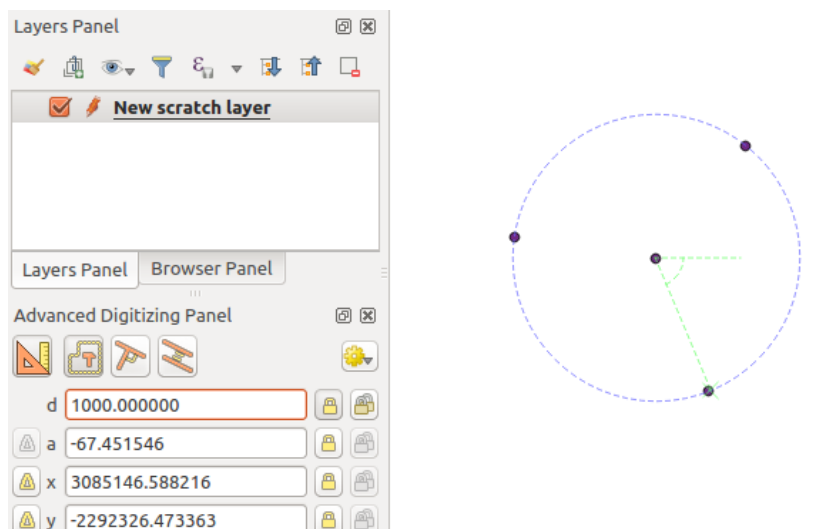 Layers Panel
New scratch layer
Layers Panel Browser Panel
Advanced Digitizing Panel
d 1000.000000
a -67.451546
x 3085146.588216
y -2292326.473363